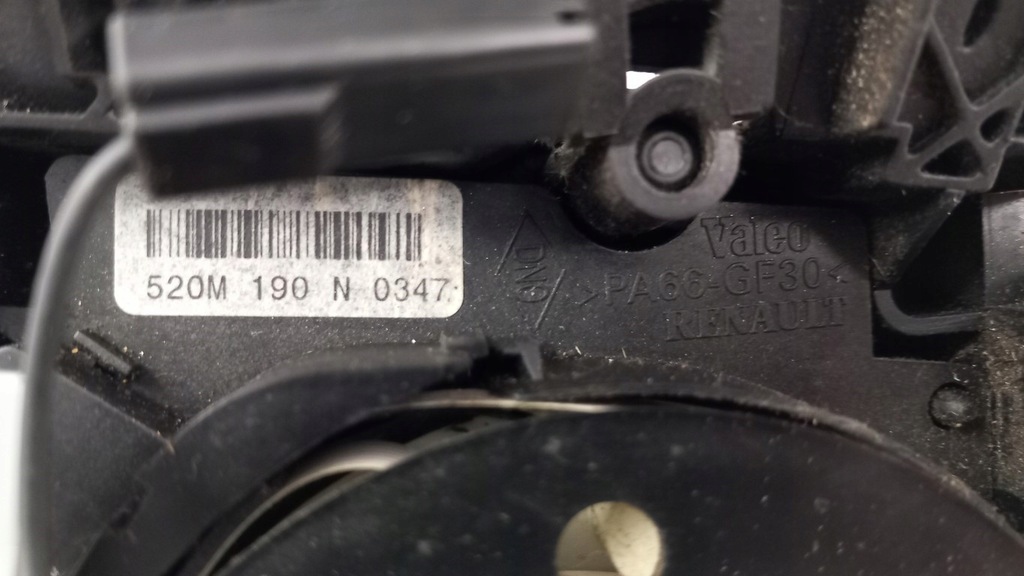 520M 190 N 0347
Valeo
>PA66-GF30<
RENAULT